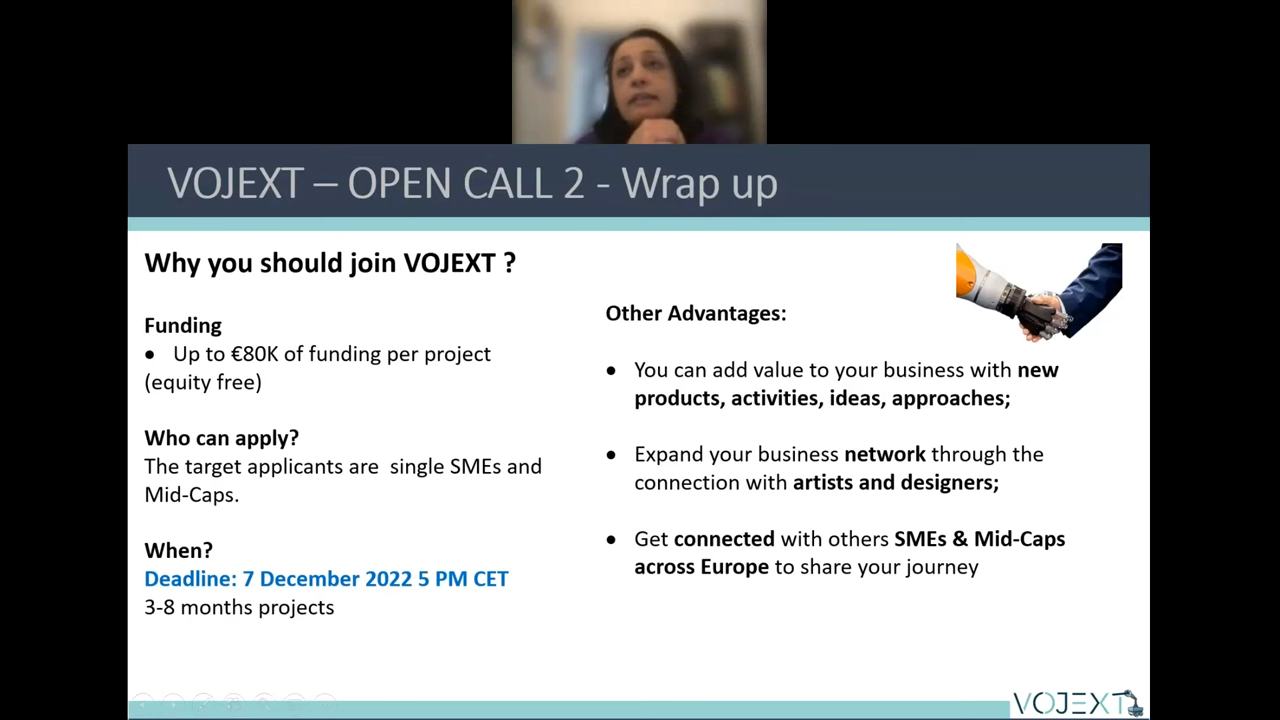 VOJEXT – OPEN CALL 2 - Wrap up
Why you should join VOJEXT ?
Funding
• Up to €80K of funding per project
(equity free)
Who can apply?
The target applicants are single SMEs and
Mid-Caps.
When?
Deadline: 7 December 2022 5 PM CET
3-8 months projects
Other Advantages:
• You can add value to your business with new
products, activities, ideas, approaches;
• Expand your business network through the
connection with artists and designers;
• Get connected with others SMEs & Mid-Caps
across Europe to share your journey
VOJEXT